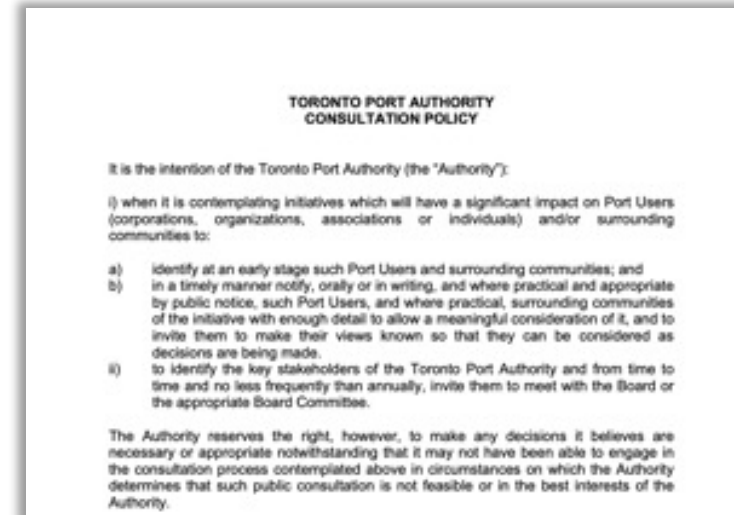 TORONTO PORT AUTHORITY
CONSULTATION POLICY
It is the intention of the Toronto Port Authority (the "Authority"):
i) when it is contemplating initiatives which will have a significant impact on Port Users
(corporations, organizations, associations or individuals) and/or surrounding
communities to:
a) identify at an early stage such Port Users and surrounding communities; and
b) in a timely manner notify, orally or in writing, and where practical and appropriate
by public notice, such Port Users, and where practical, surrounding communities
of the initiative with enough detail to allow a meaningful consideration of it, and to
invite them to make their views known so that they can be considered as
decisions are being made.
ii) to identify the key stakeholders of the Toronto Port Authority and from time to
time and no less frequently than annually, invite them to meet with the Board or
the appropriate Board Committee.
The Authority reserves the right, however, to make any decisions it believes are
necessary or appropriate notwithstanding that it may not have been able to engage in
the consultation process contemplated above in circumstances on which the Authority
determines that such public consultation is not feasible or in the best interests of the
Authority.